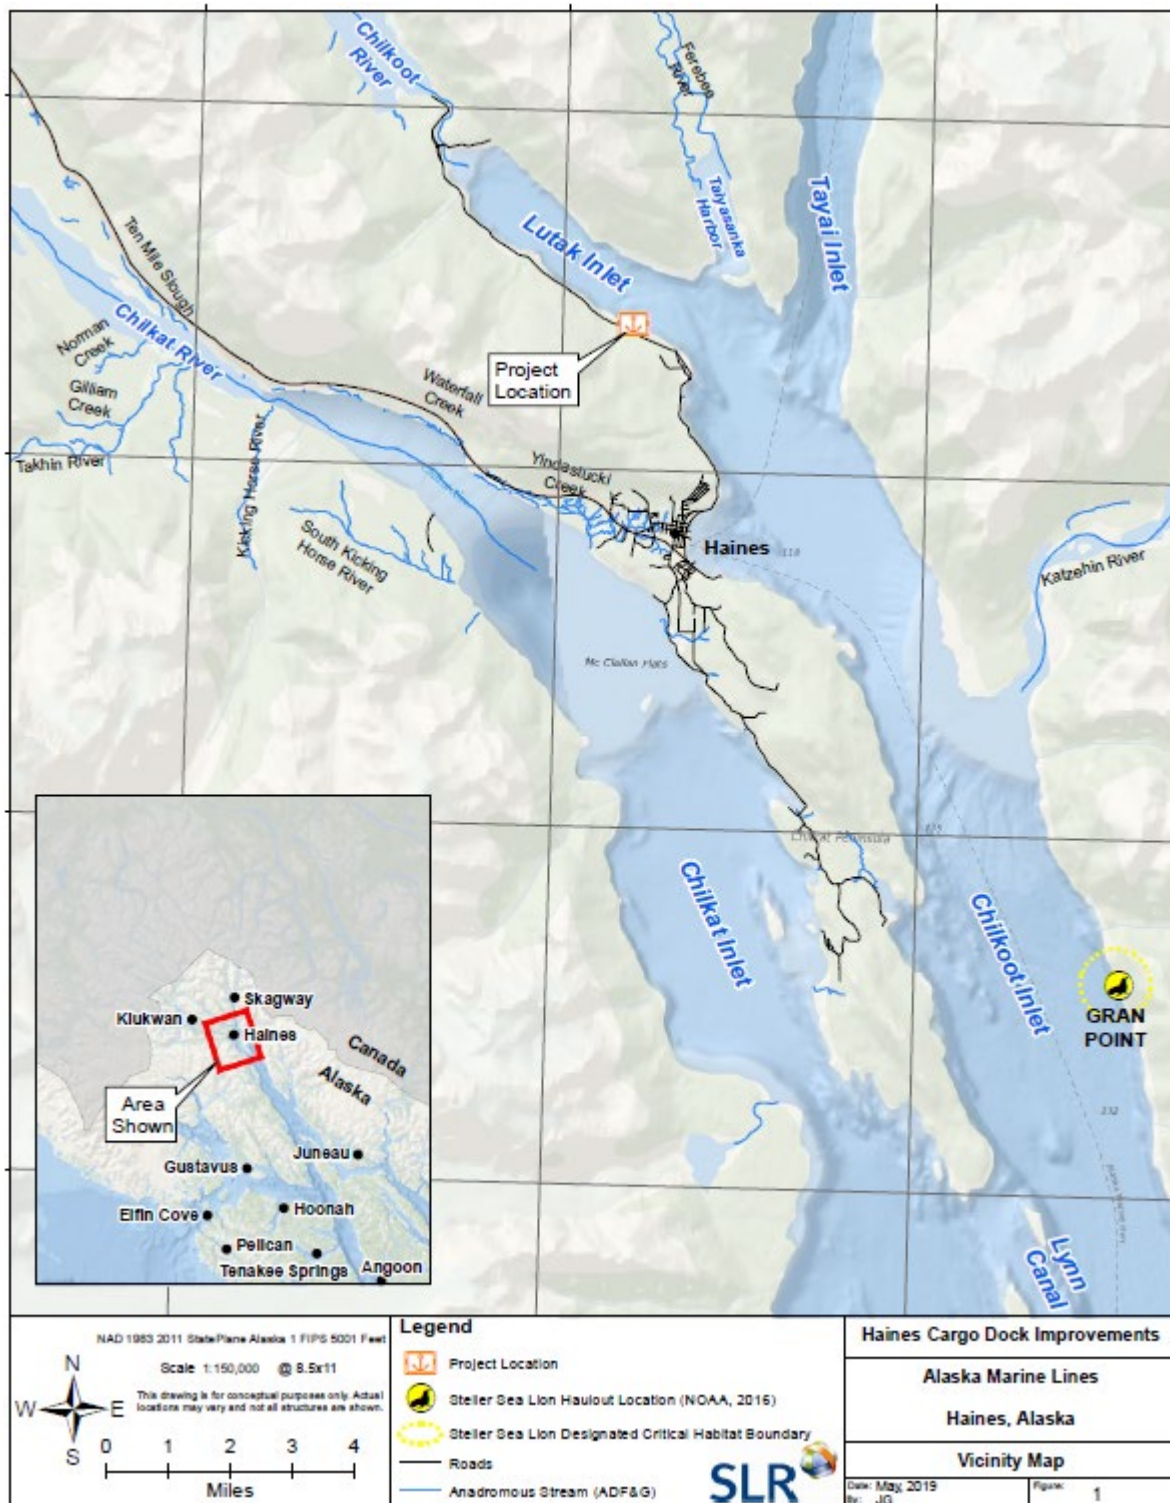 Chilkoot
River
Ferebee
River
Taiyasanka
Harbor
Tayai Inlet
Lutak Inlet
Ten Mile Slough
Chilkat River
Norman
Creek
Gilliam
Creek
Takhin River
Kicking Horse River
Waterfall
Creek
Project
Location
Yindastucki
Creek
South Kicking
Horse River
Haines
118
Katzehin River
Mc Clellan Flats
Chilkat Peninsula
Chilkat Inlet
Chilkoot Inlet
GRAN
POINT
232
Lynn
Canal
Skagway
Klukwan
Haines
Canada
Alaska
Area
Shown
Juneau
Gustavus
Hoonah
Elfin Cove
Pelican
Tenakee Springs
Angoon
NAD 1983 2011 StatePlane Alaska 1 FIPS 5001 Feet
Scale 1:150,000 @ 8.5x11
This drawing is for conceptual purposes only. Actual
locations may vary and not all structures are shown.
N
W E
S
0 1 2 3 4
Miles
Legend
Project Location
Steller Sea Lion Haulout Location (NOAA, 2016)
Steller Sea Lion Designated Critical Habitat Boundary
Roads
Anadromous Stream (ADF&G)
SLR
Haines Cargo Dock Improvements
Alaska Marine Lines
Haines, Alaska
Vicinity Map
Date: May, 2019
By: JG
Figure: 1